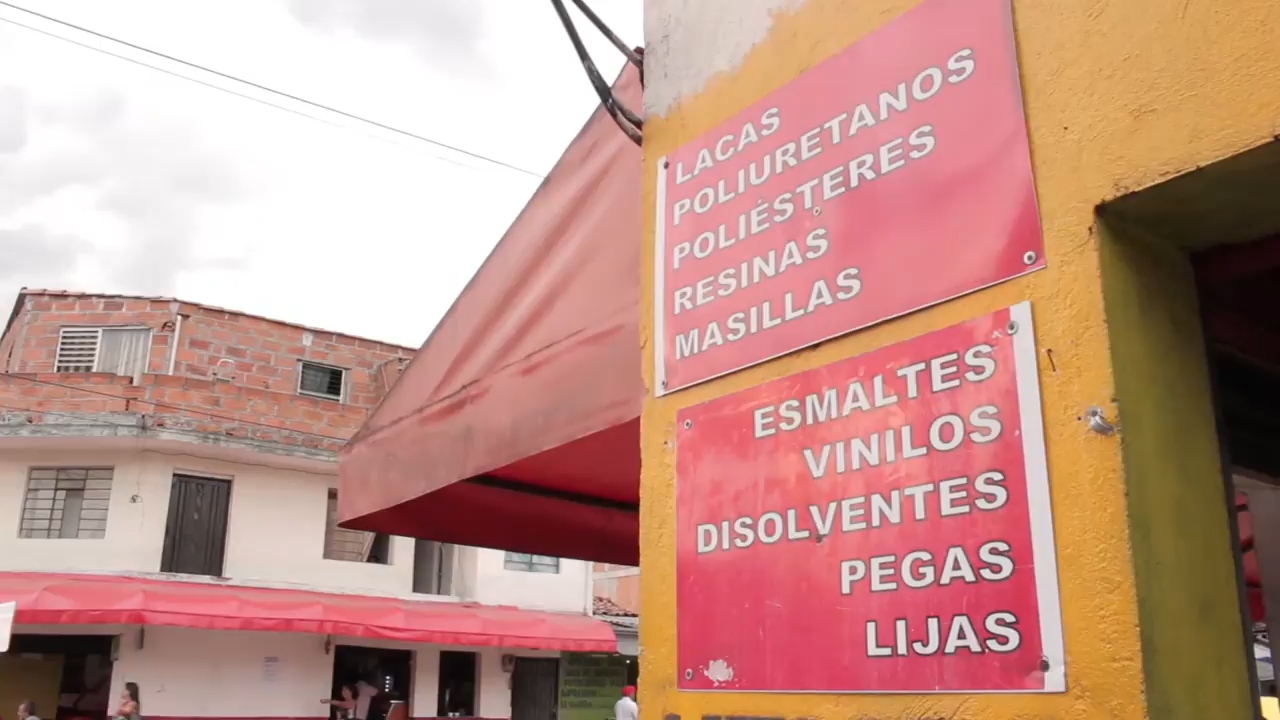 LACAS
POLIURETANOS
POLIÉSTERES
RESINAS
MASILLAS
ESMALTES
VINILOS
DISOLVENTES
PEGAS
LIJAS